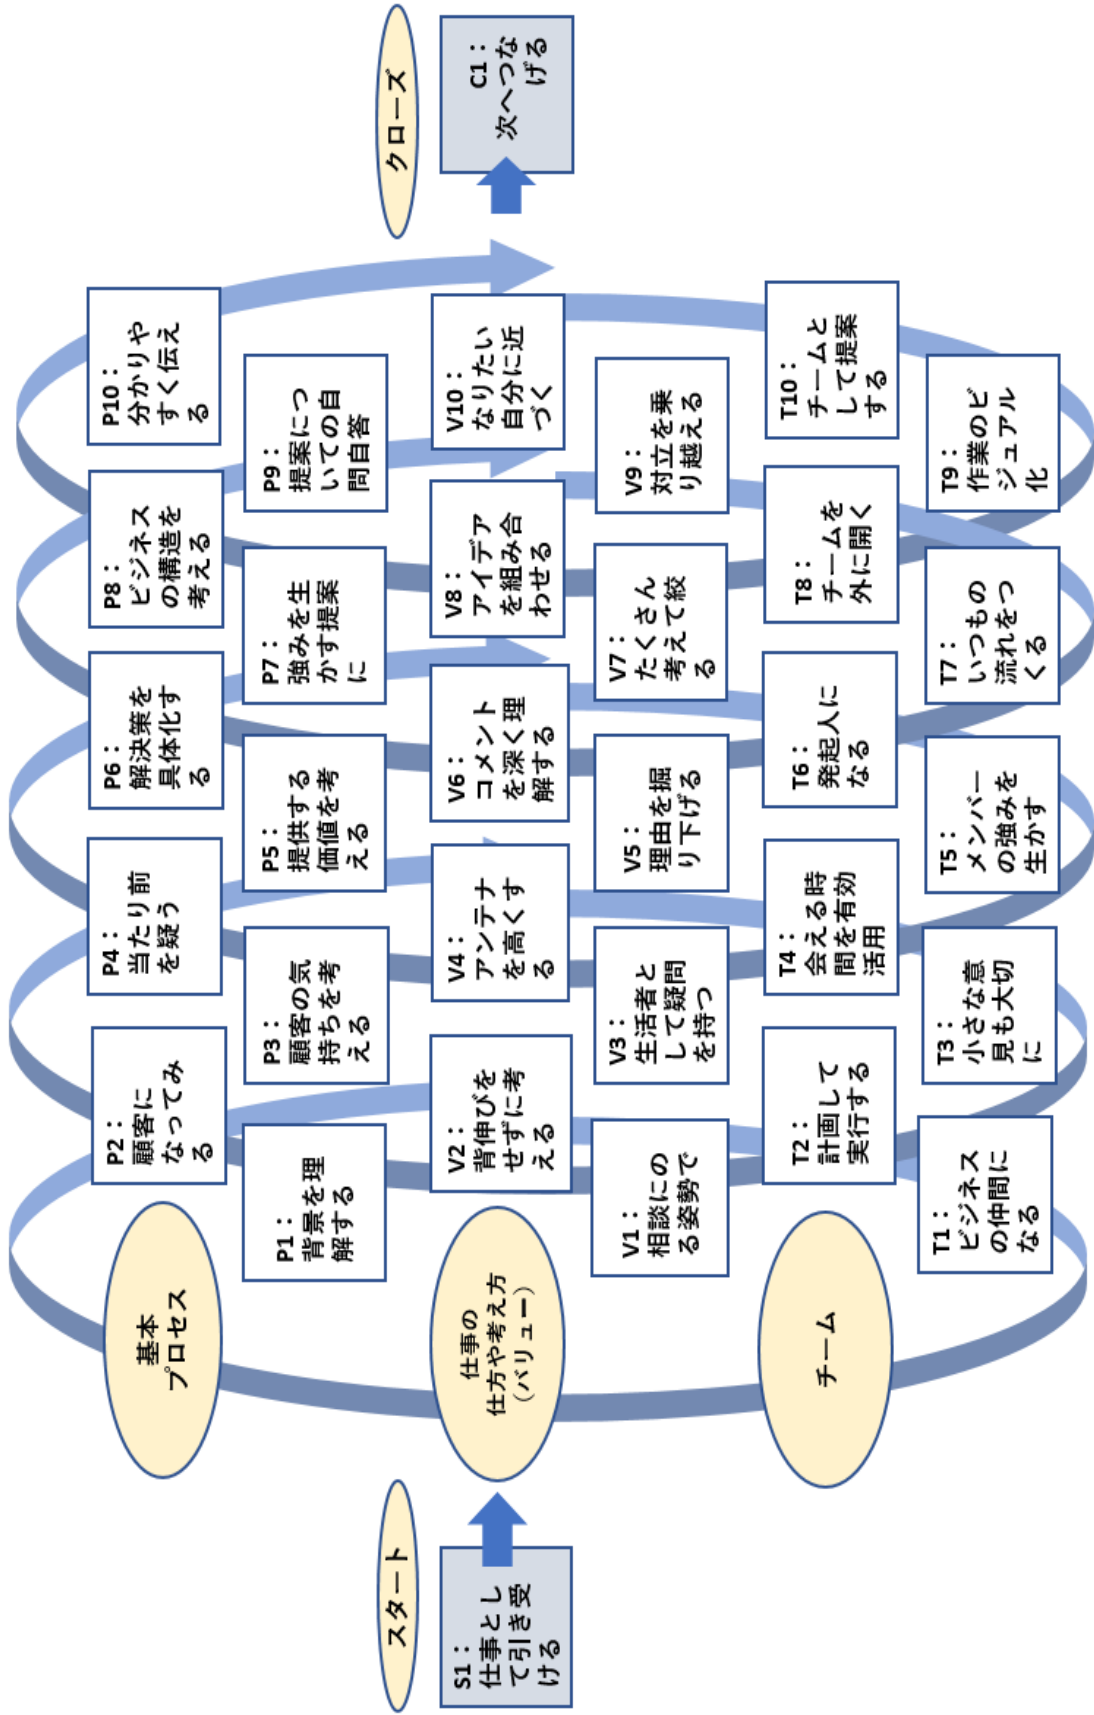 スタート
S1：
仕事とし
て引き受
ける
基本
プロセス
P1：
背景を理
解する
P2：
顧客に
なってみ
る
P3：
顧客の気
持ちを考
える
P4：
当たり前
を疑う
P5：
提供する
価値を考
える
P6：
解決策を
具体化す
る
P7：
強みを生
かす提案
に
P8：
ビジネス
の構造を
考える
P9：
提案につ
いての自
問自答
P10：
分かりや
すく伝え
る
仕事の
仕方や考え方
（バリュー）
V1：
相談にの
る姿勢で
V2：
背伸びを
せずに考
える
V3：
生活者と
して疑問
を持つ
V4：
アンテナ
を高くす
る
V5：
理由を掘
り下げる
V6：
コメント
を深く理
解する
V7：
たくさん
考えて絞
る
V8：
アイデア
を組み合
わせる
V9：
対立を乗
り越える
V10：
なりたい
自分に近
づく
チーム
T1：
ビジネス
の仲間に
なる
T2：
計画して
実行する
T3：
小さな意
見も大切
に
T4：
会える時
間を有効
活用
T5：
メンバー
の強みを
生かす
T6：
発起人に
なる
T7：
いつもの
流れをつ
くる
T8：
チームを
外に開く
T9：
作業のビ
ジュアル
化
T10：
チームと
して提案
する
クローズ
C1：
次へつな
げる